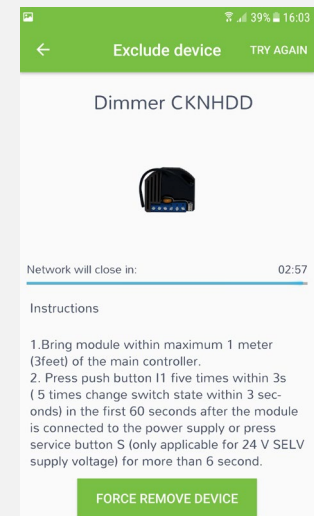 39% 16:03
Exclude device TRY AGAIN
Dimmer CKNHDD
Network will close in: 02:57
Instructions
1.Bring module within maximum 1 meter
(3feet) of the main controller.
2. Press push button I1 five times within 3s
( 5 times change switch state within 3 sec-
onds) in the first 60 seconds after the module
is connected to the power supply or press
service button S (only applicable for 24 V SELV
supply voltage) for more than 6 second.
FORCE REMOVE DEVICE